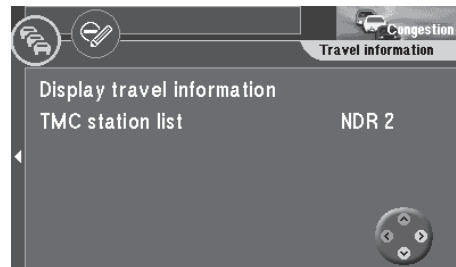 Congestion
Travel information
Display travel information
TMC station list NDR 2